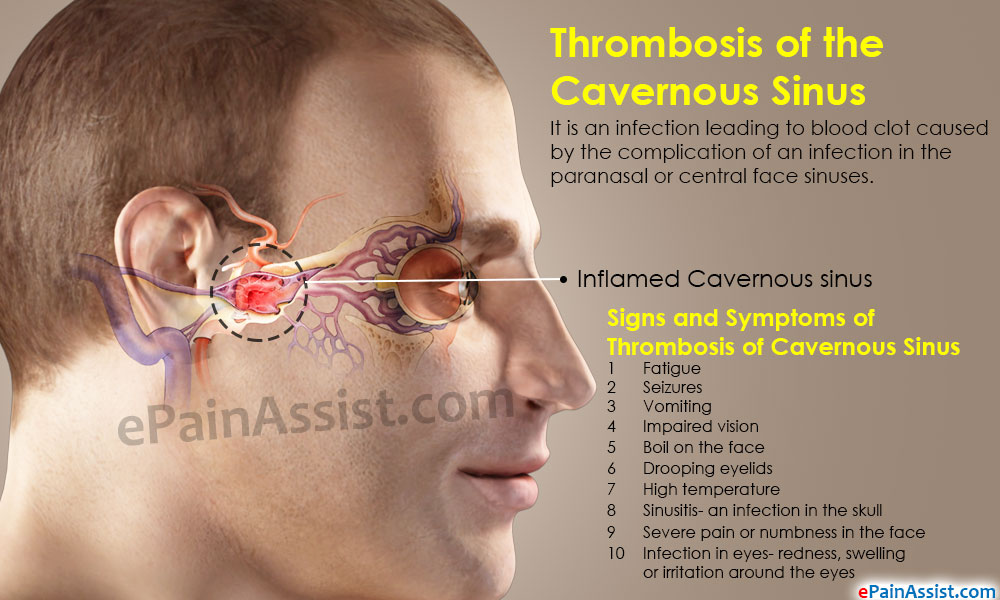 Thrombosis of the
Cavernous Sinus
It is an infection leading to blood clot caused
by the complication of an infection in the
paranasal or central face sinuses.
Inflamed Cavernous sinus
Signs and Symptoms of
Thrombosis of Cavernous Sinus
1 Fatigue
2 Seizures
3 Vomiting
4 Impaired vision
5 Boil on the face
6 Drooping eyelids
7 High temperature
8 Sinusitis- an infection in the skull
9 Severe pain or numbness in the face
10 Infection in eyes- redness, swelling
or irritation around the eyes
ePainAssist.com
ePainAssist.com